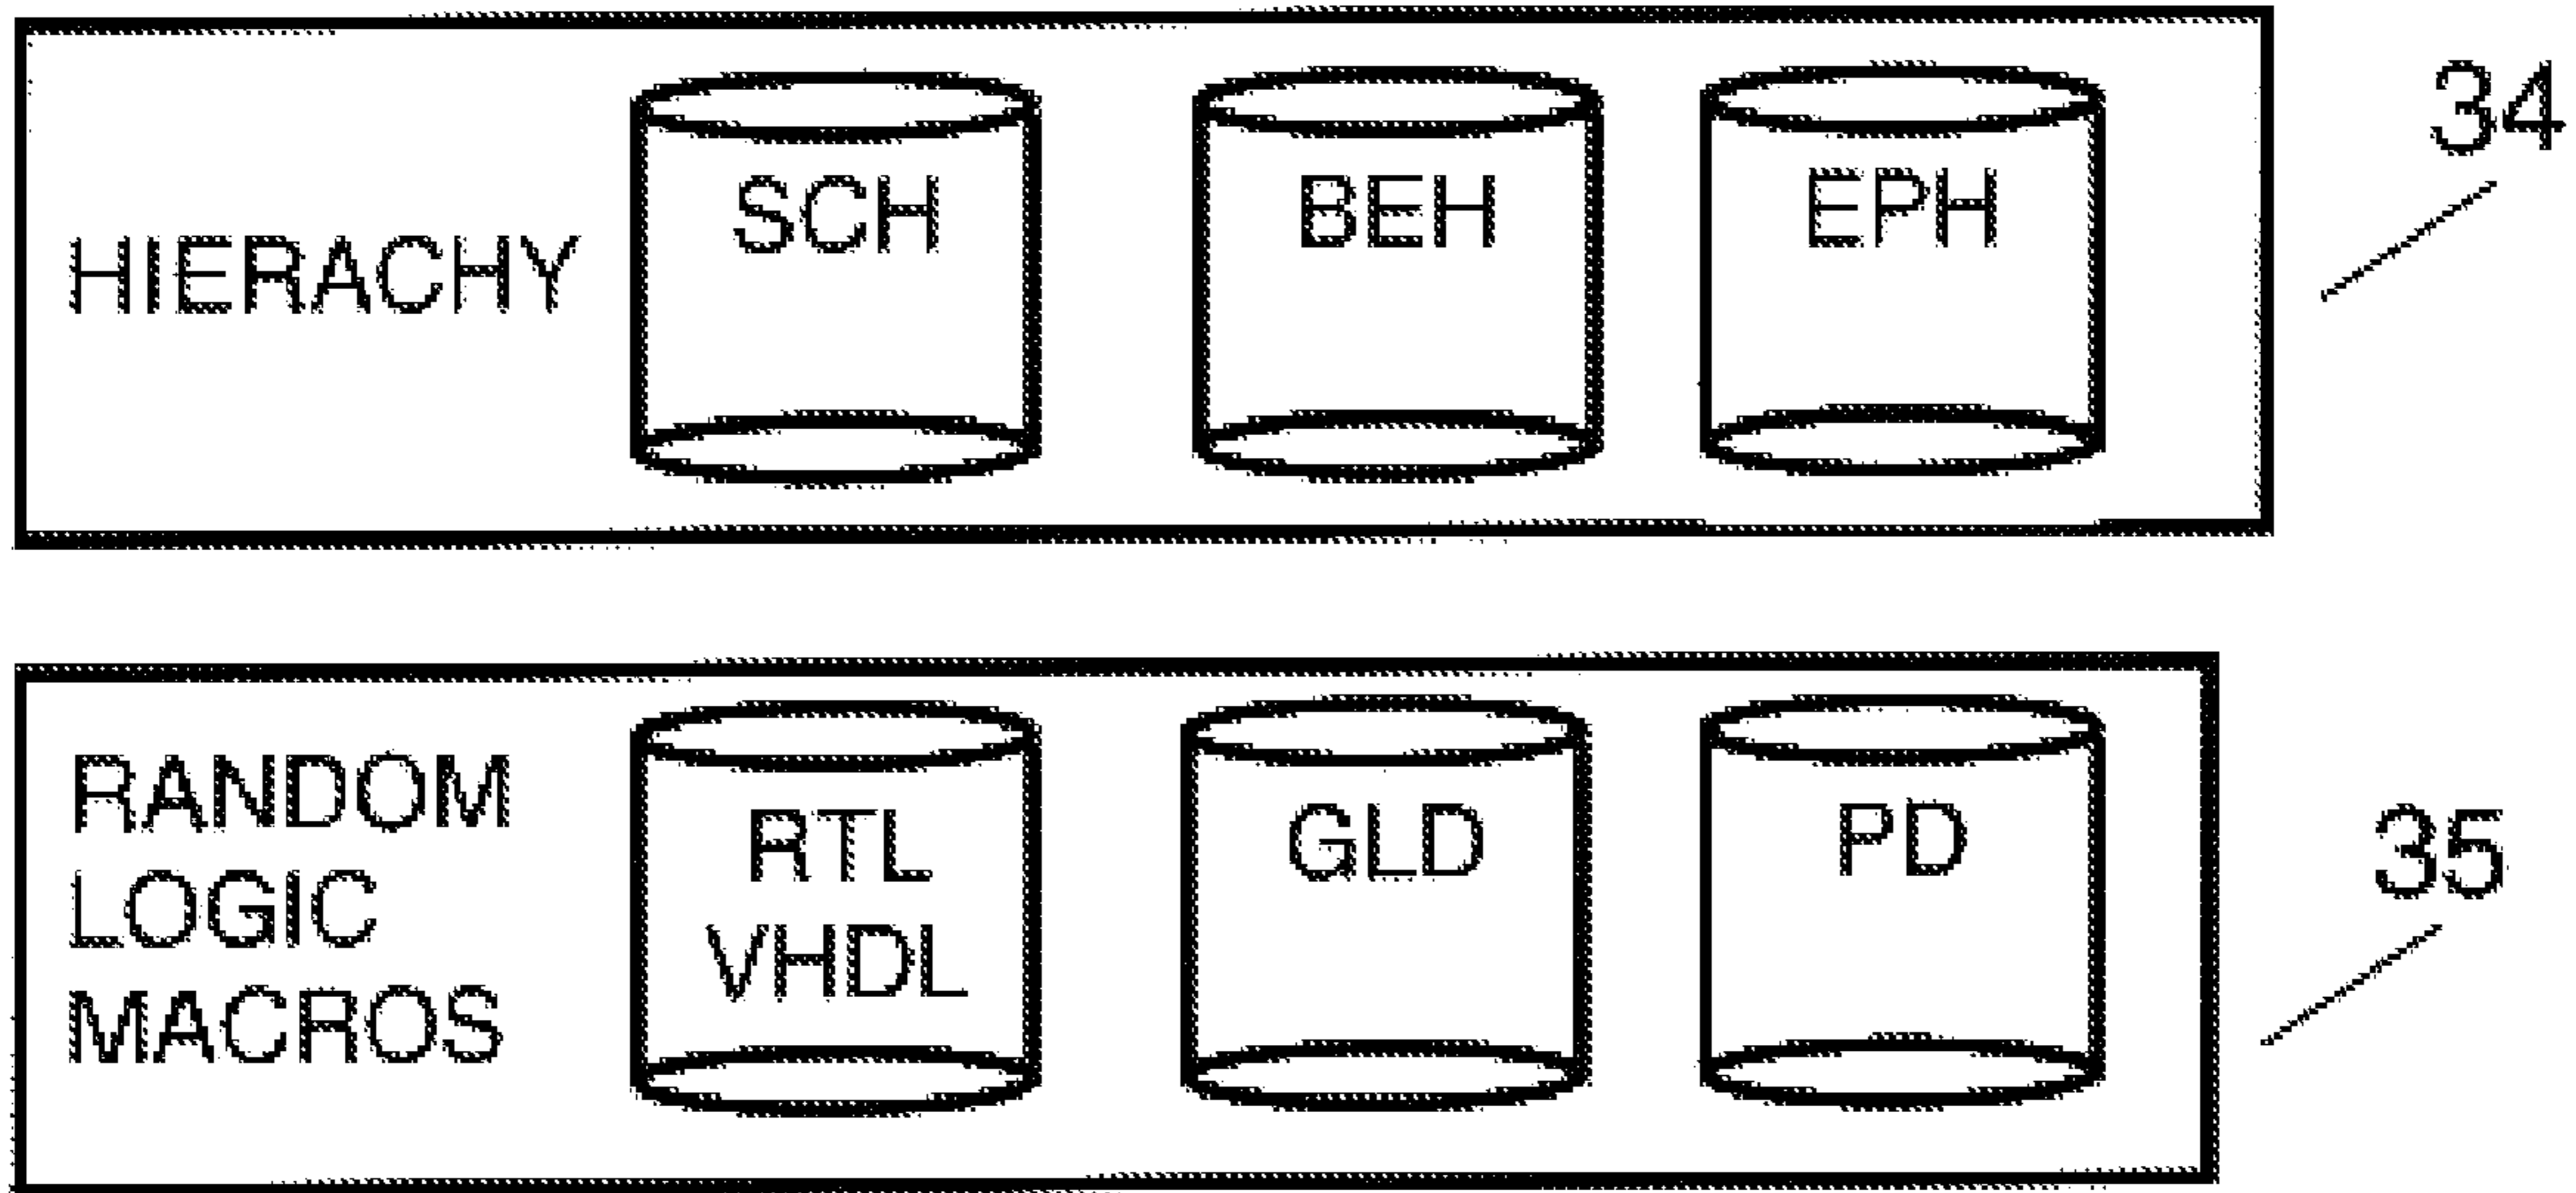 HIERACHY
SCH
BEH
EPH
34
RANDOM
LOGIC
MACROS
RTL
VHDL
GLD
PD
35